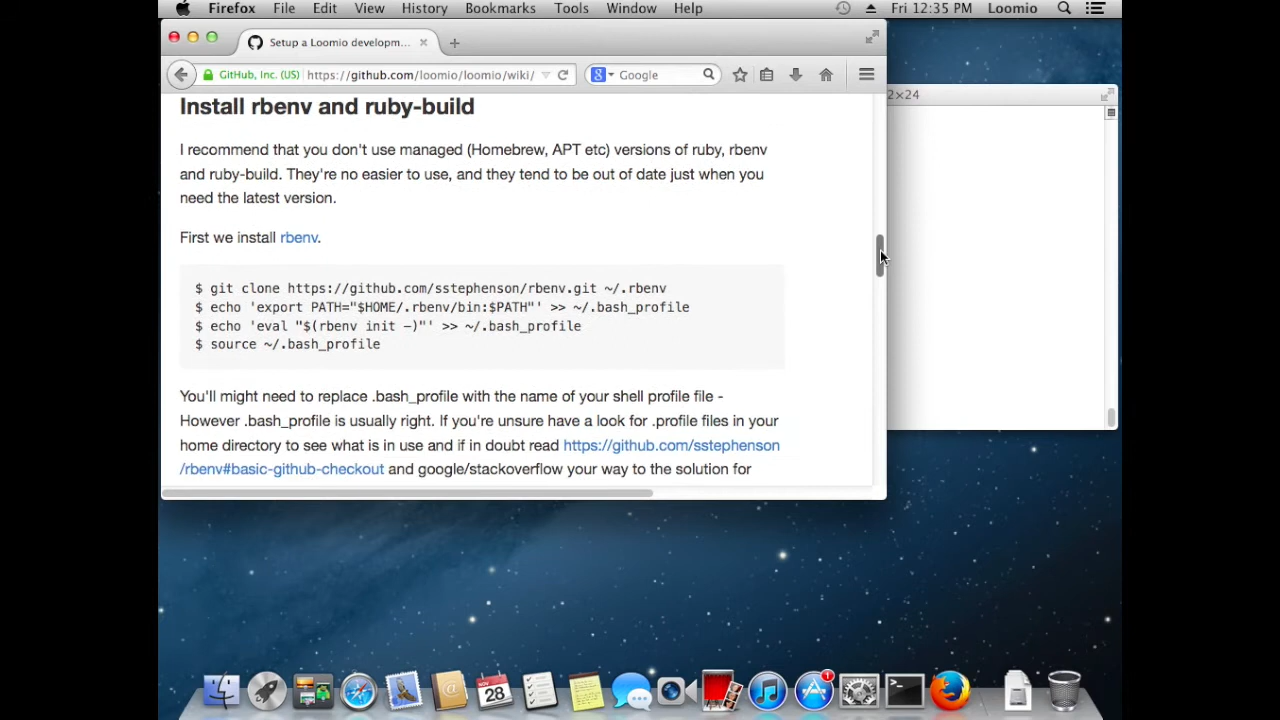 Firefox File Edit View History Bookmarks Tools Window Help Fri 12:35 PM Loomio
Setup a Loomio developm...
GitHub, Inc. (US) https://github.com/loomio/loomio/wiki/ Google
2×24
Install rbenv and ruby-build
I recommend that you don't use managed (Homebrew, APT etc) versions of ruby, rbenv
and ruby-build. They're no easier to use, and they tend to be out of date just when you
need the latest version.
First we install rbenv.
$ git clone https://github.com/sstephenson/rbenv.git ~/.rbenv
$ echo 'export PATH="$HOME/.rbenv/bin:$PATH"' >> ~/.bash_profile
$ echo 'eval "$(rbenv init -)"' >> ~/.bash_profile
$ source ~/.bash_profile
You'll might need to replace .bash_profile with the name of your shell profile file -
However .bash_profile is usually right. If you're unsure have a look for .profile files in your
home directory to see what is in use and if in doubt read https://github.com/sstephenson
/rbenv#basic-github-checkout and google/stackoverflow your way to the solution for
NOV
28
1